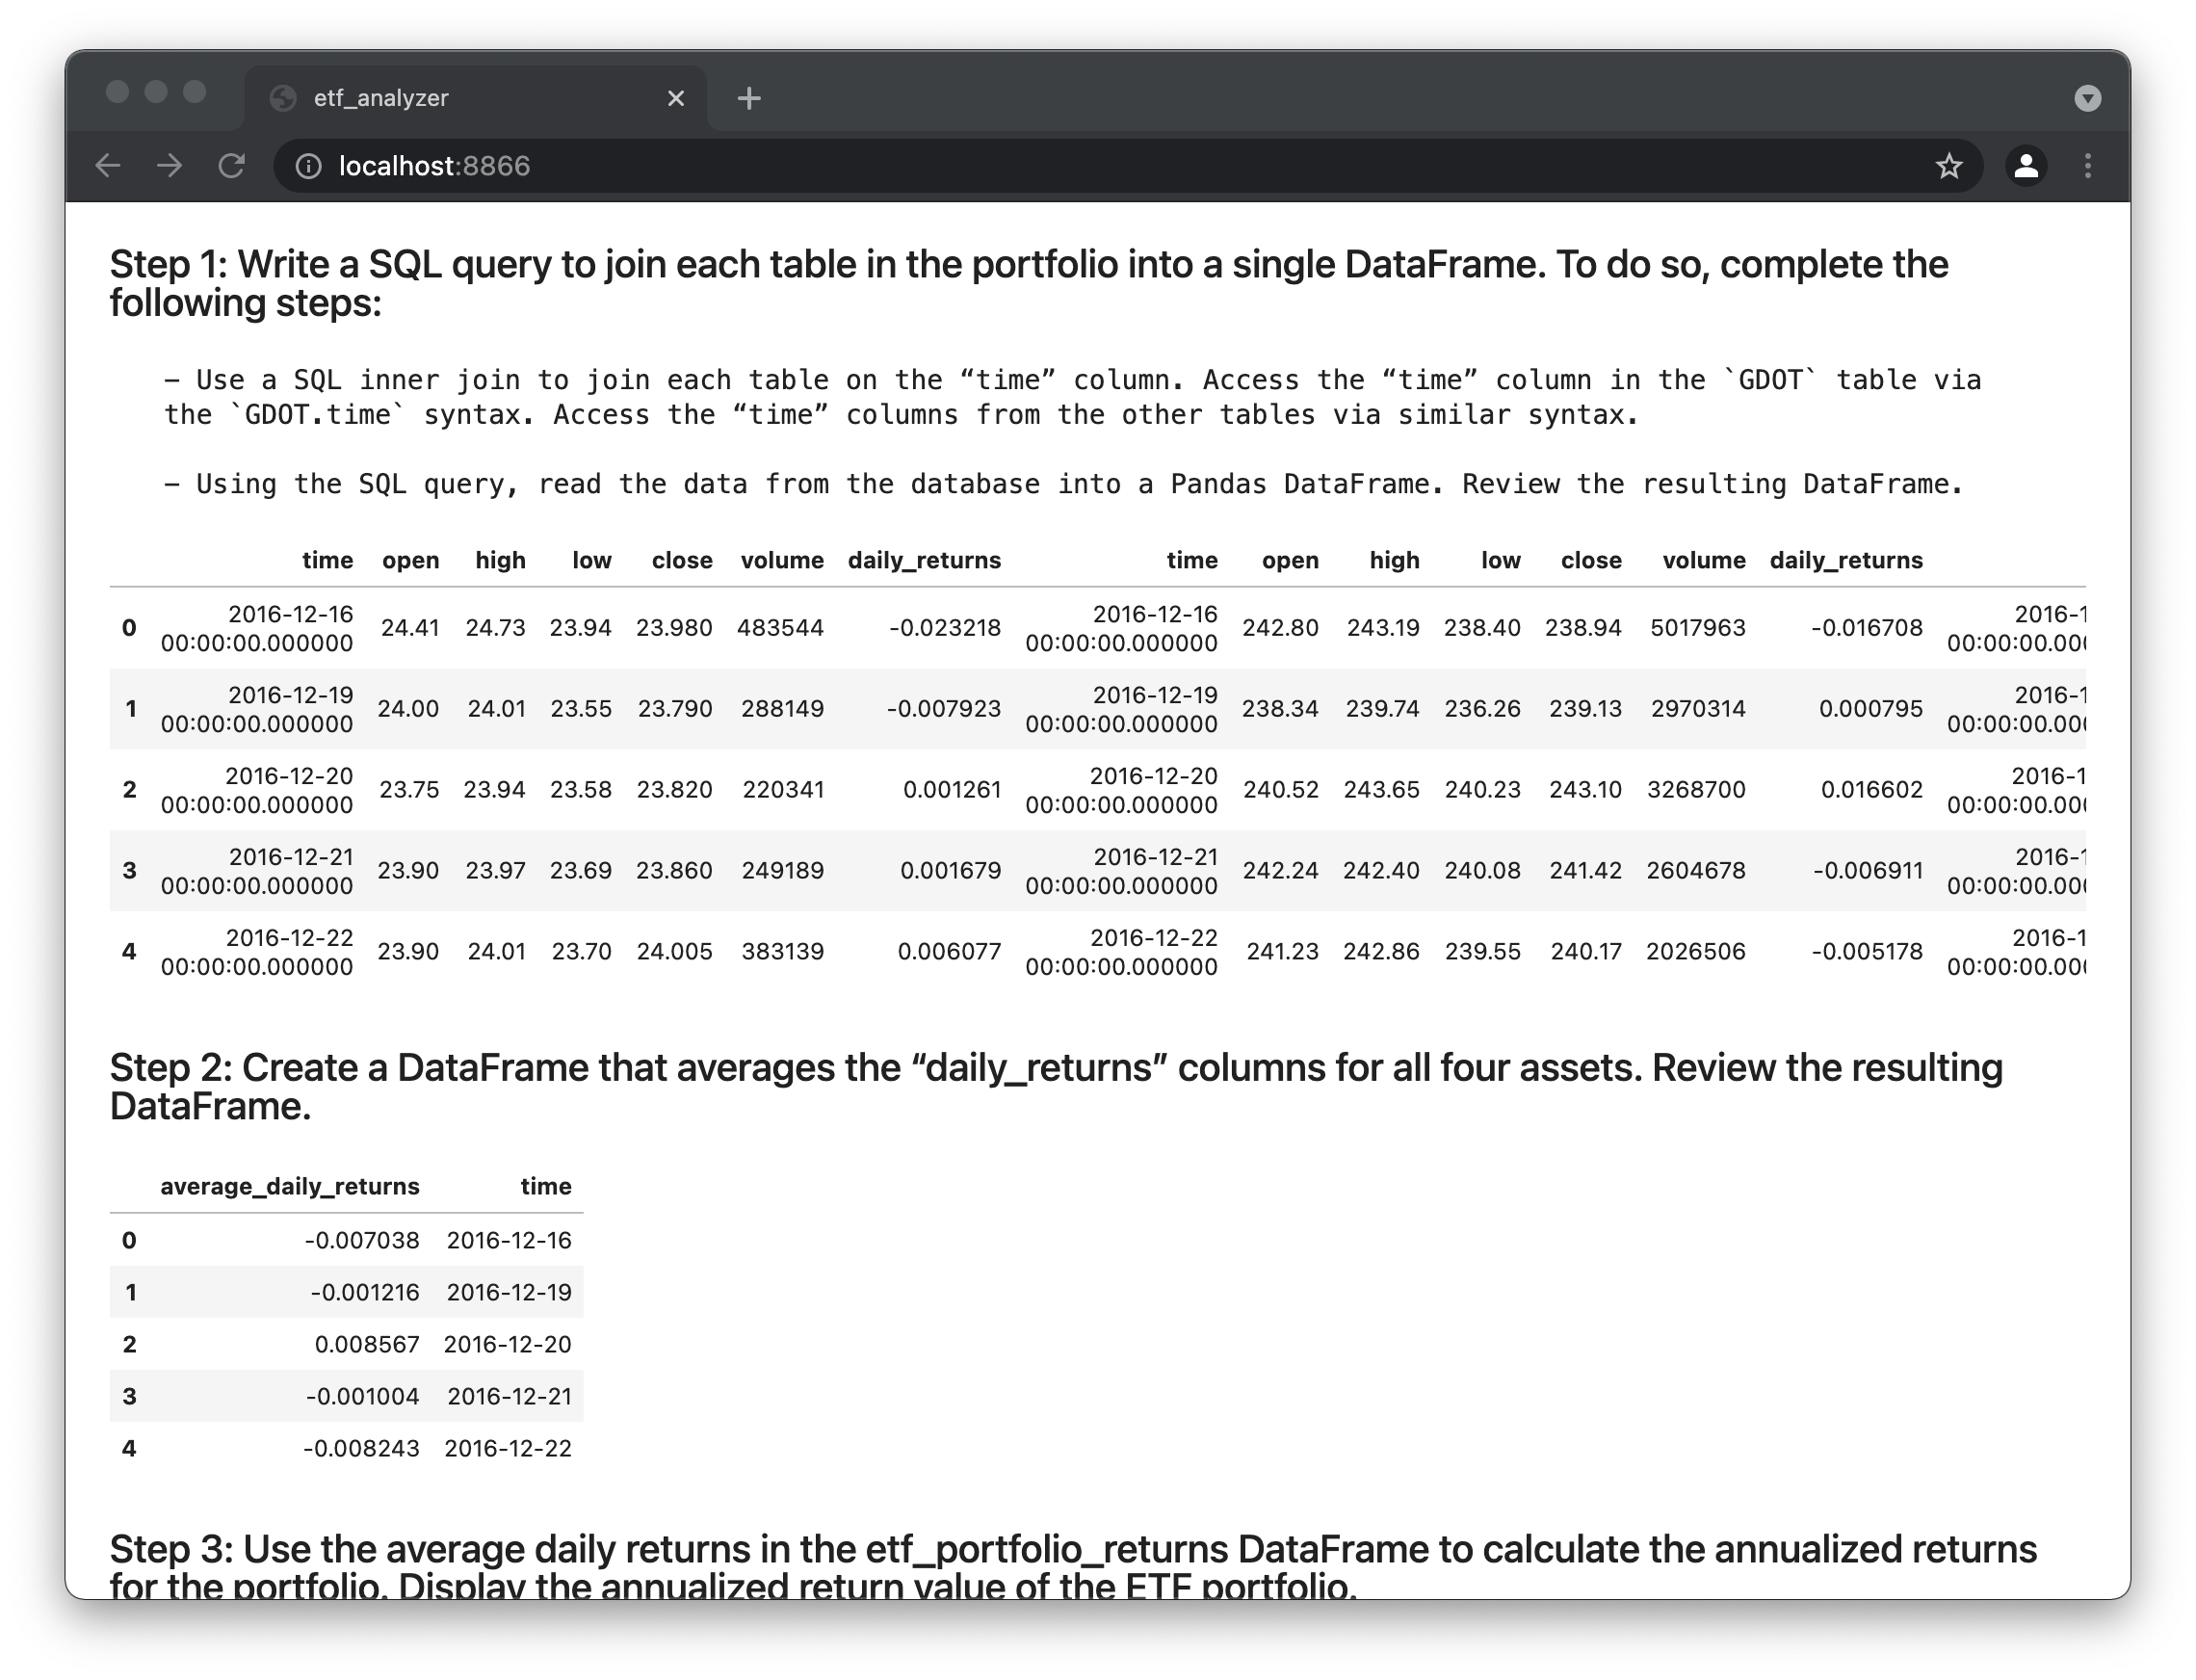 etf_analyzer
localhost:8866
Step 1: Write a SQL query to join each table in the portfolio into a single DataFrame. To do so, complete the
following steps:
– Use a SQL inner join to join each table on the “time” column. Access the “time” column in the `GDOT` table via
the `GDOT.time` syntax. Access the “time” columns from the other tables via similar syntax.
– Using the SQL query, read the data from the database into a Pandas DataFrame. Review the resulting DataFrame.
time open high low close volume daily_returns time open high low close volume daily_returns
0 2016-12-16 00:00:00.000000 24.41 24.73 23.94 23.980 483544 -0.023218 2016-12-16 00:00:00.000000 242.80 243.19 238.40 238.94 5017963 -0.016708 2016-1 00:00:00.00
1 2016-12-19 00:00:00.000000 24.00 24.01 23.55 23.790 288149 -0.007923 2016-12-19 00:00:00.000000 238.34 239.74 236.26 239.13 2970314 0.000795 2016-1 00:00:00.00
2 2016-12-20 00:00:00.000000 23.75 23.94 23.58 23.820 220341 0.001261 2016-12-20 00:00:00.000000 240.52 243.65 240.23 243.10 3268700 0.016602 2016-1 00:00:00.00
3 2016-12-21 00:00:00.000000 23.90 23.97 23.69 23.860 249189 0.001679 2016-12-21 00:00:00.000000 242.24 242.40 240.08 241.42 2604678 -0.006911 2016-1 00:00:00.00
4 2016-12-22 00:00:00.000000 23.90 24.01 23.70 24.005 383139 0.006077 2016-12-22 00:00:00.000000 241.23 242.86 239.55 240.17 2026506 -0.005178 2016-1 00:00:00.00
Step 2: Create a DataFrame that averages the “daily_returns” columns for all four assets. Review the resulting
DataFrame.
average_daily_returns time
0 -0.007038 2016-12-16
1 -0.001216 2016-12-19
2 0.008567 2016-12-20
3 -0.001004 2016-12-21
4 -0.008243 2016-12-22
Step 3: Use the average daily returns in the etf_portfolio_returns DataFrame to calculate the annualized returns
for the portfolio. Display the annualized return value of the ETF portfolio.